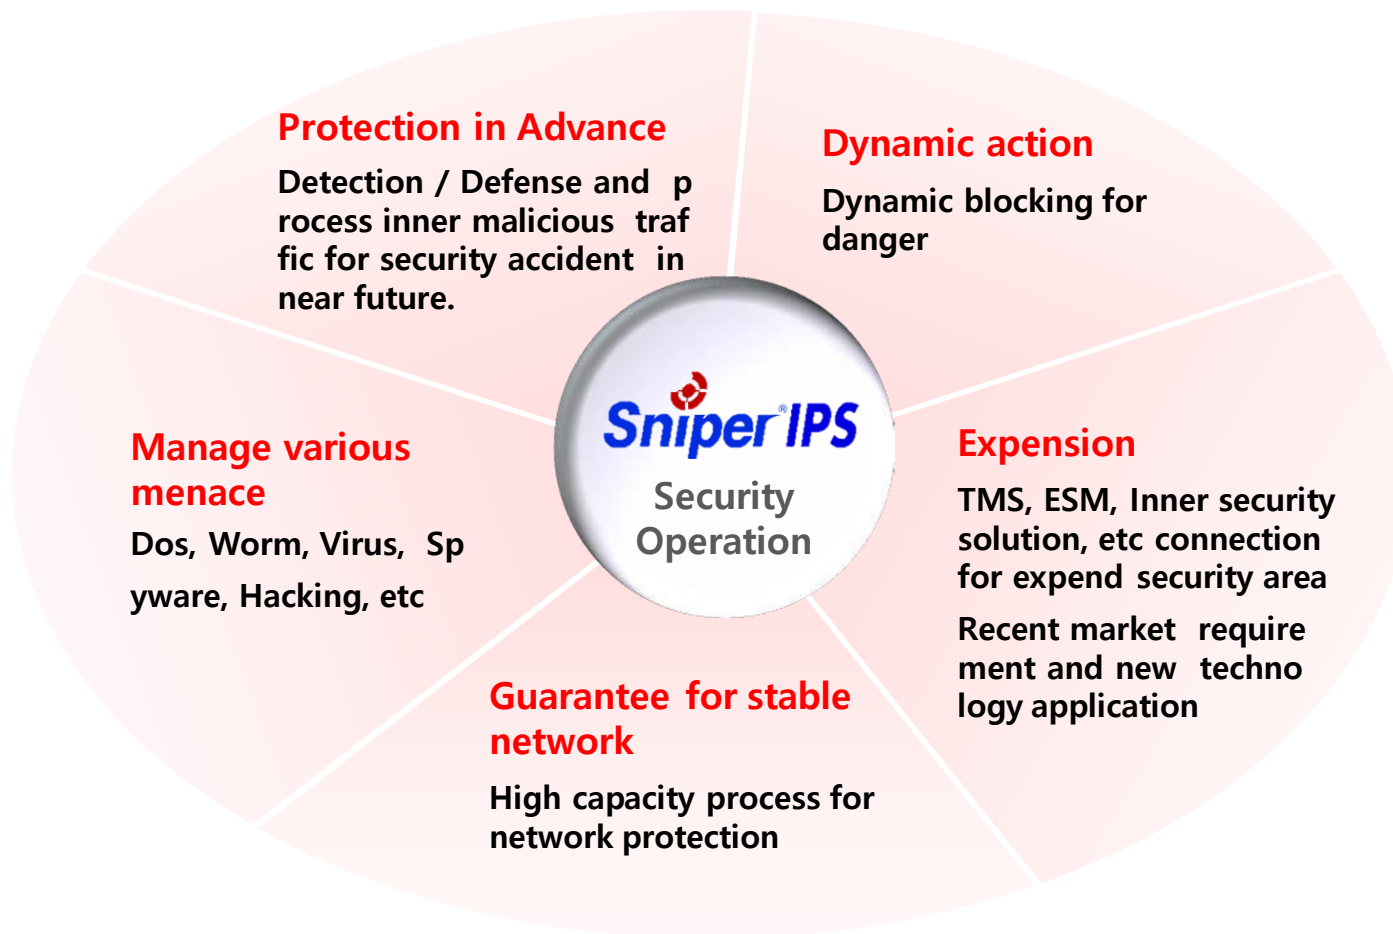 Protection in Advance
Detection / Defense and p
rocess inner malicious traf
fic for security accident in
near future.
Dynamic action
Dynamic blocking for
danger
Sniper® IPS
Security
Operation
Manage various
menace
Dos, Worm, Virus, Sp
yware, Hacking, etc
Expension
TMS, ESM, Inner security
solution, etc connection
for expend security area
Recent market require
ment and new techno
logy application
Guarantee for stable
network
High capacity process for
network protection